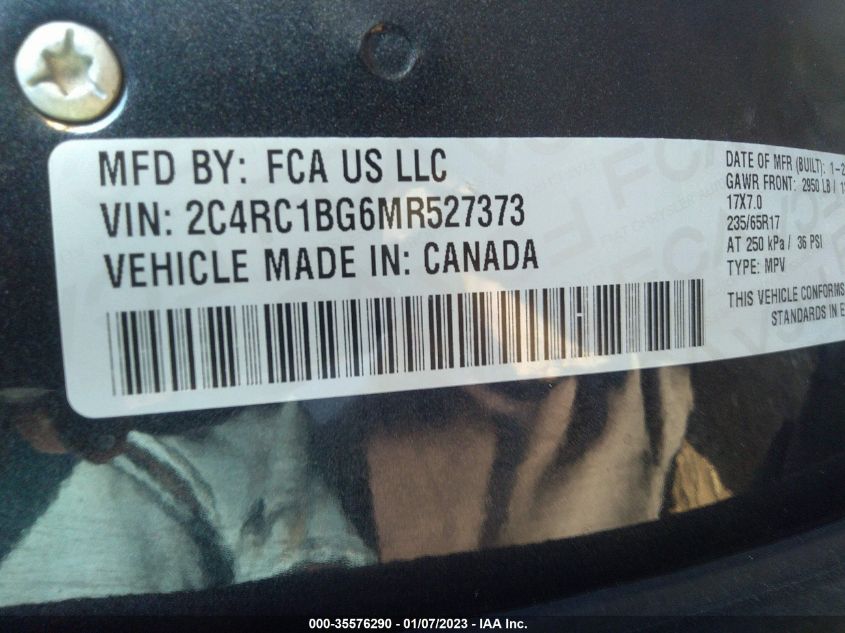 MFD BY: FCA US LLC
VIN: 2C4RC1BG6MR527373
VEHICLE MADE IN: CANADA
DATE OF MFR (BUILT): 1-2
GAWR FRONT: 2950 LB /
17X7.0
235/65R17
AT 250 kPa / 36 PSI
TYPE: MPV
THIS VEHICLE CONFORMS
STANDARDS IN
000-35576290 - 01/07/2023 - IAA Inc.